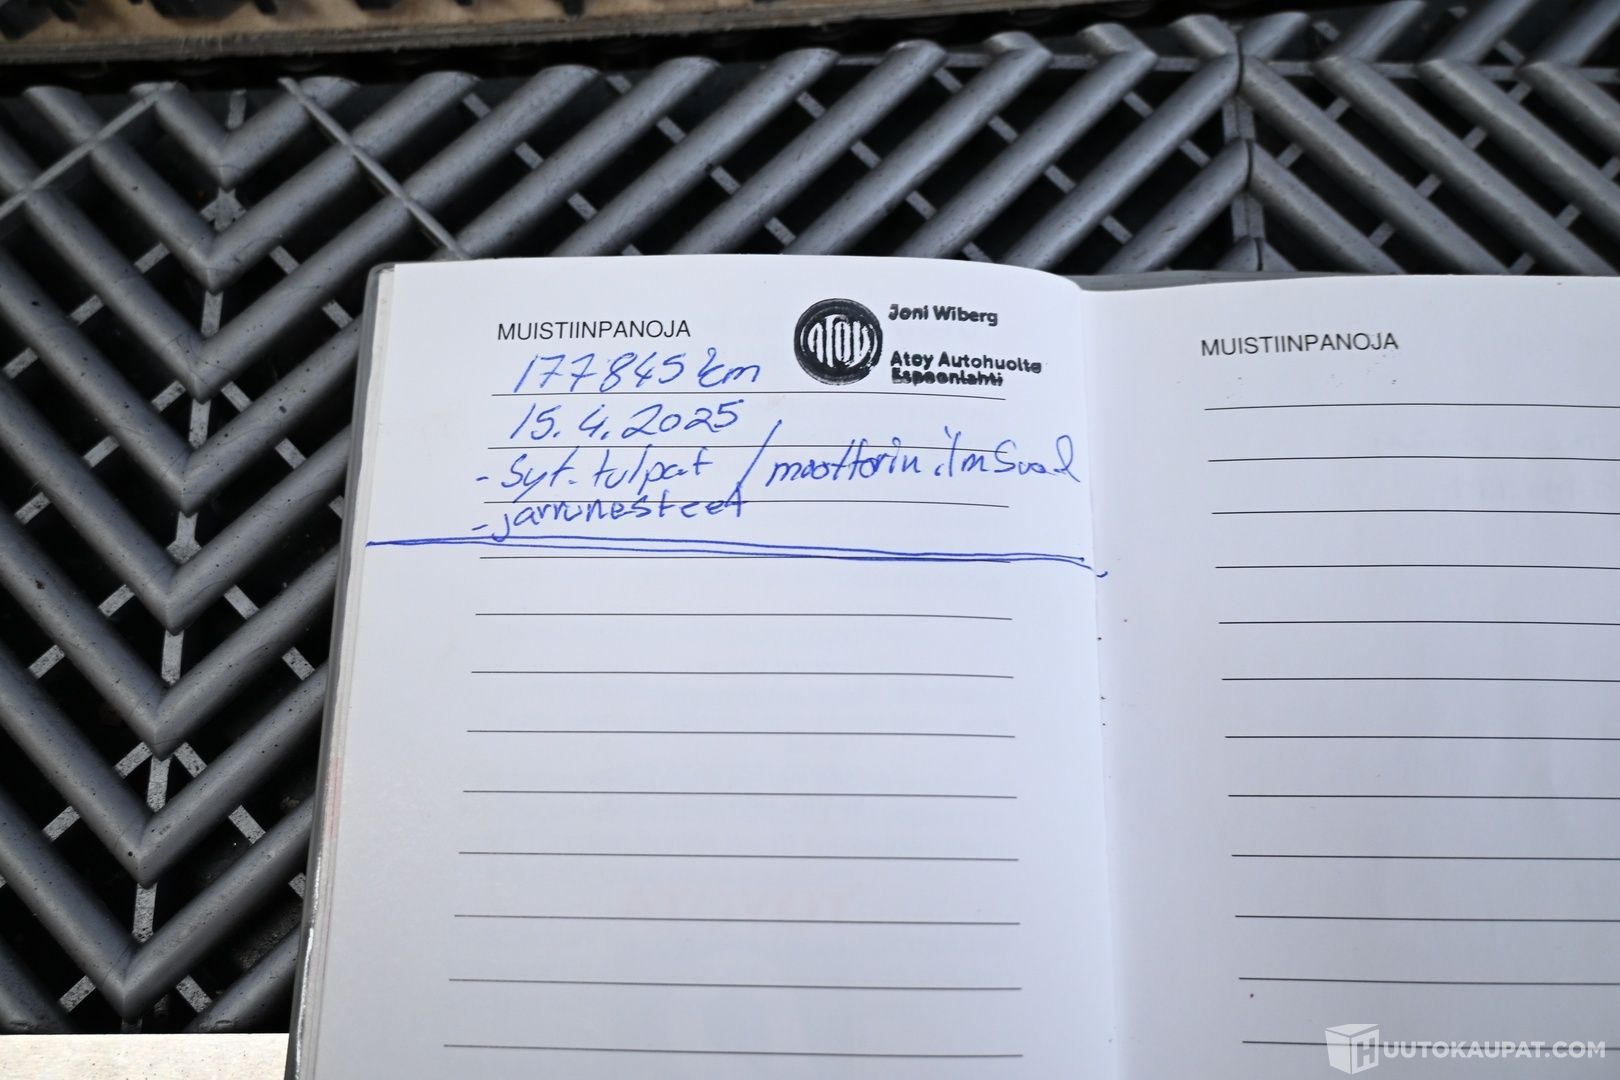 MUISTIINPANOJA
ATOY
Joni Wiberg
Atoy Autohuolto
Espoonlahti
177845 km
15.4.2025
- Syt. tulpat / moottorin ilmSuod
- jarrunesteet
MUISTIINPANOJA
HUUTOKAUPAT.COM